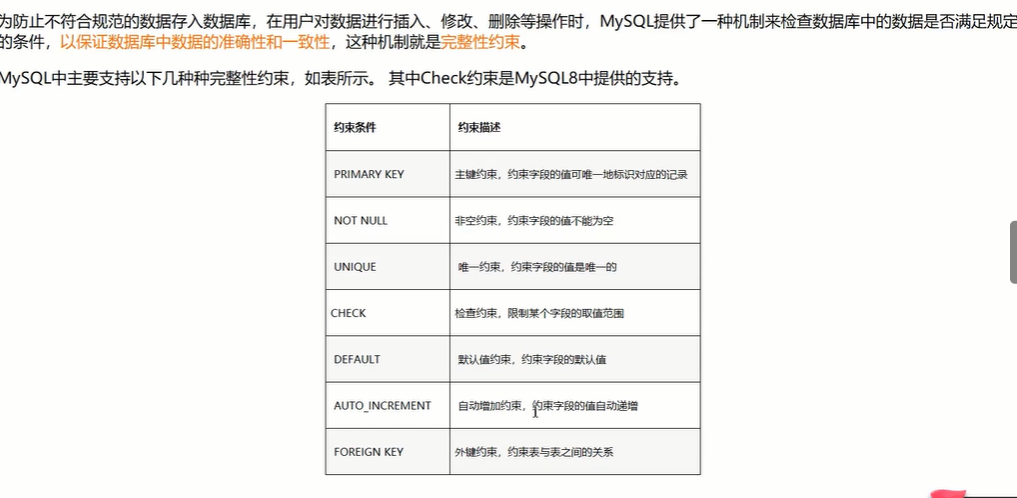 为防止不符合规范的数据存入数据库，在用户对数据进行插入、修改、删除等操作时，MySQL提供了一种机制来检查数据库中的数据是否满足规定
的条件，以保证数据库中数据的准确性和一致性，这种机制就是完整性约束。
MySQL中主要支持以下几种种完整性约束，如表所示。 其中Check约束是MySQL8中提供的支持。
约束条件 约束描述
PRIMARY KEY 主键约束，约束字段的值可唯一地标识对应的记录
NOT NULL 非空约束，约束字段的值不能为空
UNIQUE 唯一约束，约束字段的值是唯一的
CHECK 检查约束，限制某个字段的取值范围
DEFAULT 默认值约束，约束字段的默认值
AUTO_INCREMENT 自动增加约束，约束字段的值自动递增
FOREIGN KEY 外键约束，约束表与表之间的关系